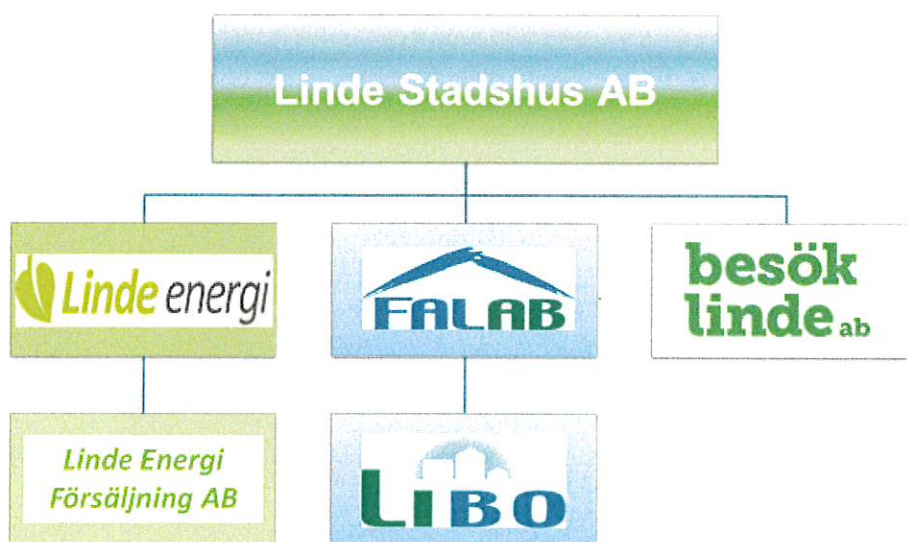 Linde Stadshus AB
Linde energi
FALAB
besök
linde ab
Linde Energi
Försäljning AB
LIBO